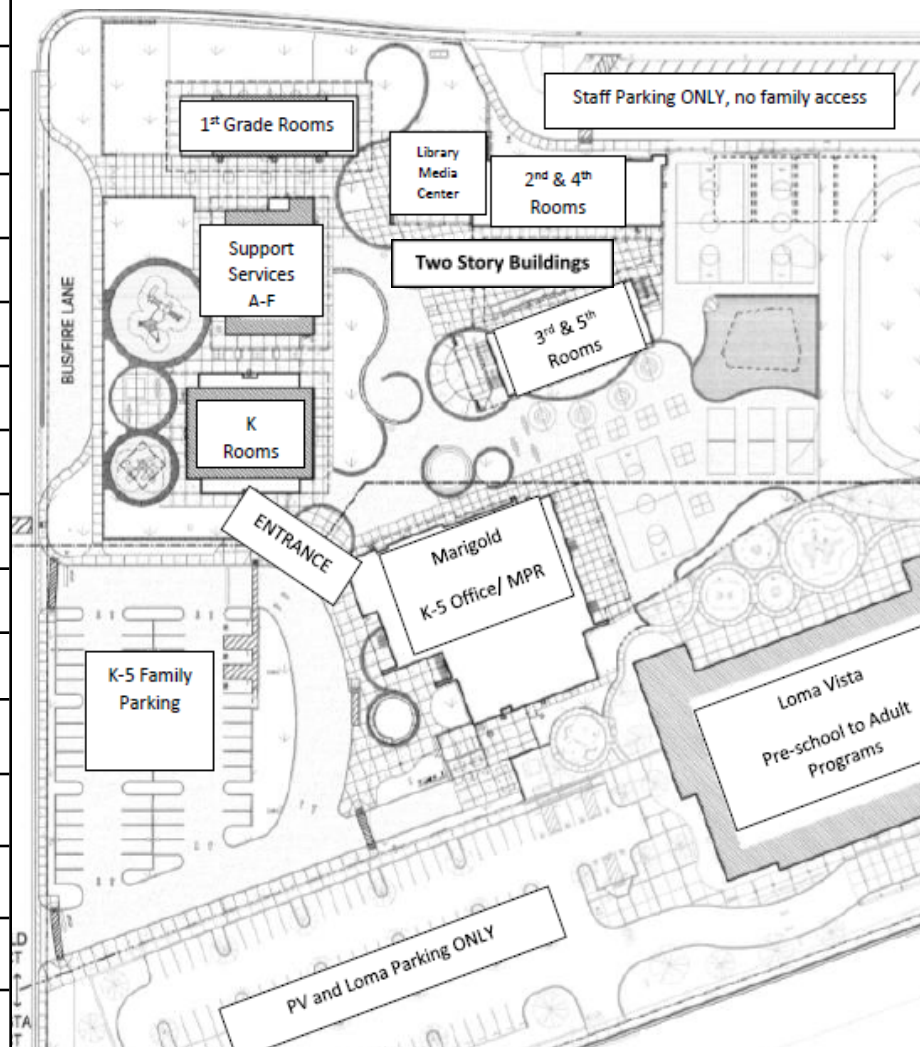 Staff Parking ONLY, no family access
1st Grade Rooms
Library
Media
Center
2nd & 4th
Rooms
Support
Services
A-F
Two Story Buildings
BUS/FIRE LANE
3rd & 5th
Rooms
K
Rooms
ENTRANCE
Marigold
K-5 Office/ MPR
K-5 Family
Parking
Loma Vista
Pre-school to Adult
Programs
PV and Loma Parking ONLY